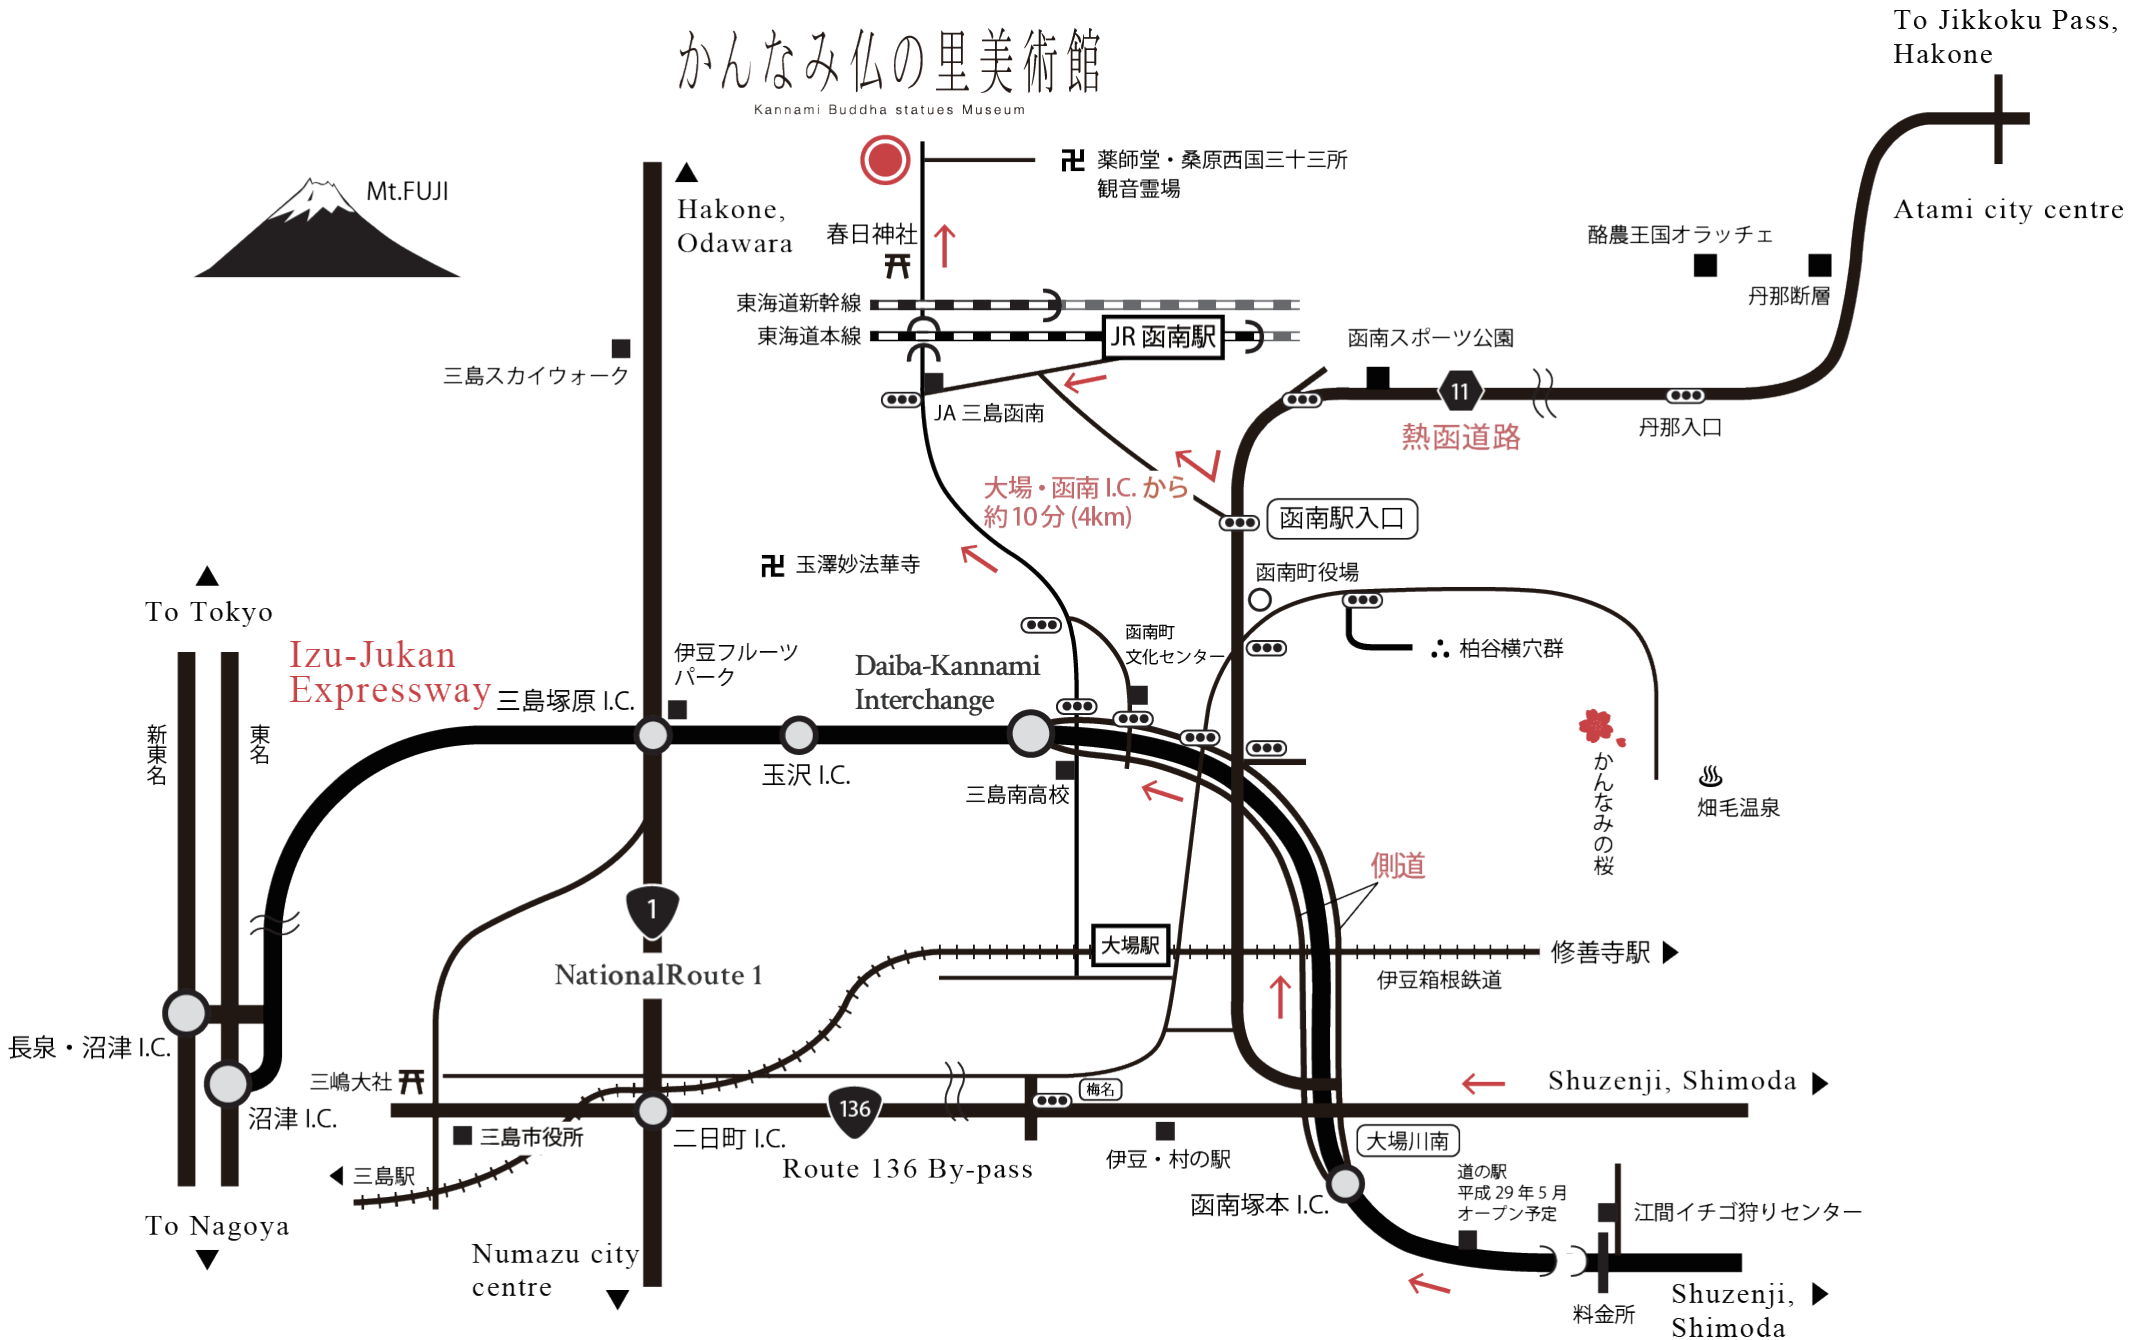 かんなみ仏の里美術館
Kannami Buddha statues Museum
To Jikkoku Pass,
Hakone
Mt.FUJI
Hakone,
Odawara
薬師堂・桑原西国三十三所
観音霊場
春日神社
Atami city centre
酪農王国オラッチェ
丹那断層
東海道新幹線
東海道本線
JR 函南駅
函南スポーツ公園
三島スカイウォーク
11
JA 三島函南
丹那入口
熱函道路
大場・函南 I.C. から
約10分 (4km)
函南駅入口
玉澤妙法華寺
函南町役場
To Tokyo
函南町
文化センター
柏谷横穴群
Izu-Jukan
Expressway
伊豆フルーツ
パーク
Daiba-Kannami
Interchange
三島塚原 I.C.
新東名
東名
玉沢 I.C.
三島南高校
かんなみの桜
畑毛温泉
側道
1
大場駅
修善寺駅
NationalRoute 1
伊豆箱根鉄道
長泉・沼津 I.C.
三嶋大社
梅名
Shuzenji, Shimoda
沼津 I.C.
136
三島市役所
二日町 I.C.
大場川南
伊豆・村の駅
Route 136 By-pass
三島駅
道の駅
平成 29 年 5 月
オープン予定
函南塚本 I.C.
江間イチゴ狩りセンター
To Nagoya
Numazu city
centre
料金所
Shuzenji,
Shimoda